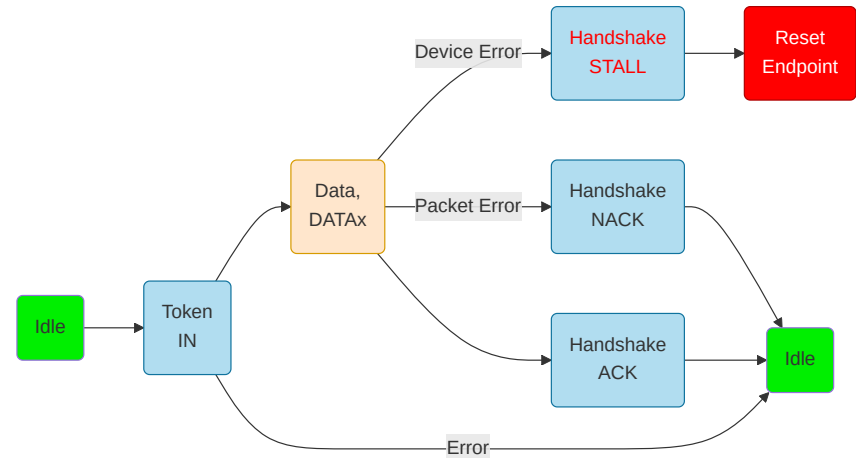 Idle
Token
IN
Data,
DATAx
Device Error
Handshake
STALL
Reset
Endpoint
Packet Error
Handshake
NACK
Handshake
ACK
Idle
Error